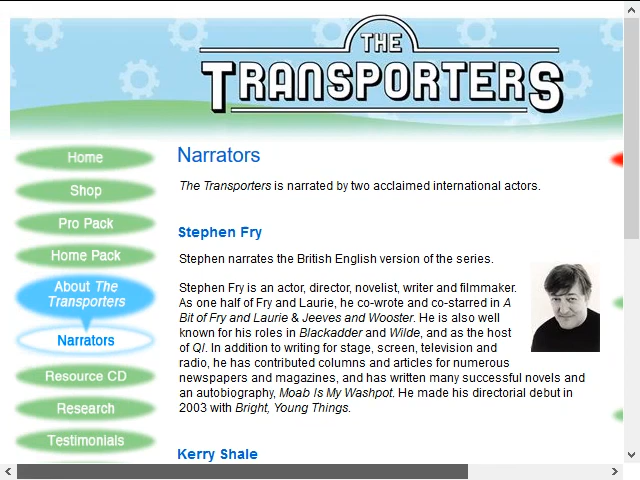 THE
TRANSPORTERS
Home
Shop
Pro Pack
Home Pack
About The
Transporters
Narrators
Resource CD
Research
Testimonials
Narrators
The Transporters is narrated by two acclaimed international actors.
Stephen Fry
Stephen narrates the British English version of the series.
Stephen Fry is an actor, director, novelist, writer and filmmaker.
As one half of Fry and Laurie, he co-wrote and co-starred in A
Bit of Fry and Laurie & Jeeves and Wooster. He is also well
known for his roles in Blackadder and Wilde, and as the host
of QI. In addition to writing for stage, screen, television and
radio, he has contributed columns and articles for numerous
newspapers and magazines, and has written many successful novels and
an autobiography, Moab Is My Washpot. He made his directorial debut in
2003 with Bright, Young Things.
Kerry Shale